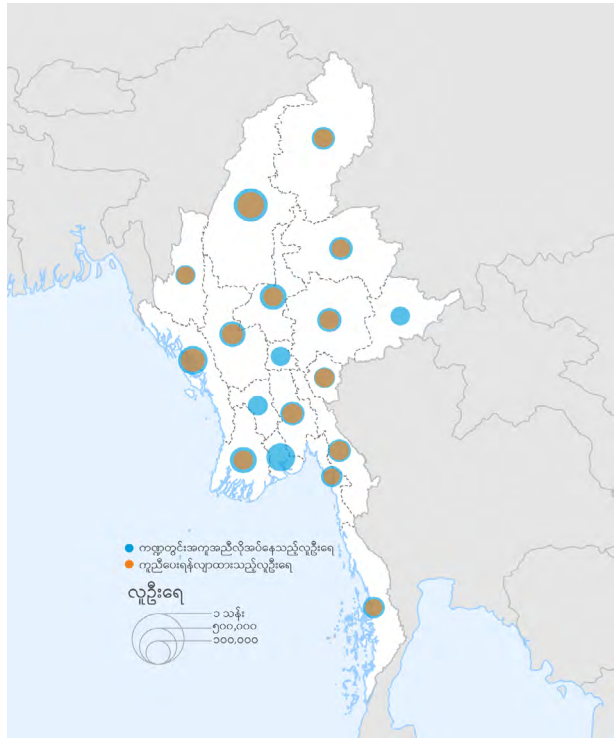 ကဏ္ဍတွင်းအကူအညီလိုအပ်နေသည့်လူဦးရေ
ကူညီပေးရန်လျာထားသည့်လူဦးရေ
လူဦးရေ
၁ သန်း
၅၀၀,၀၀၀
၁၀၀,၀၀၀